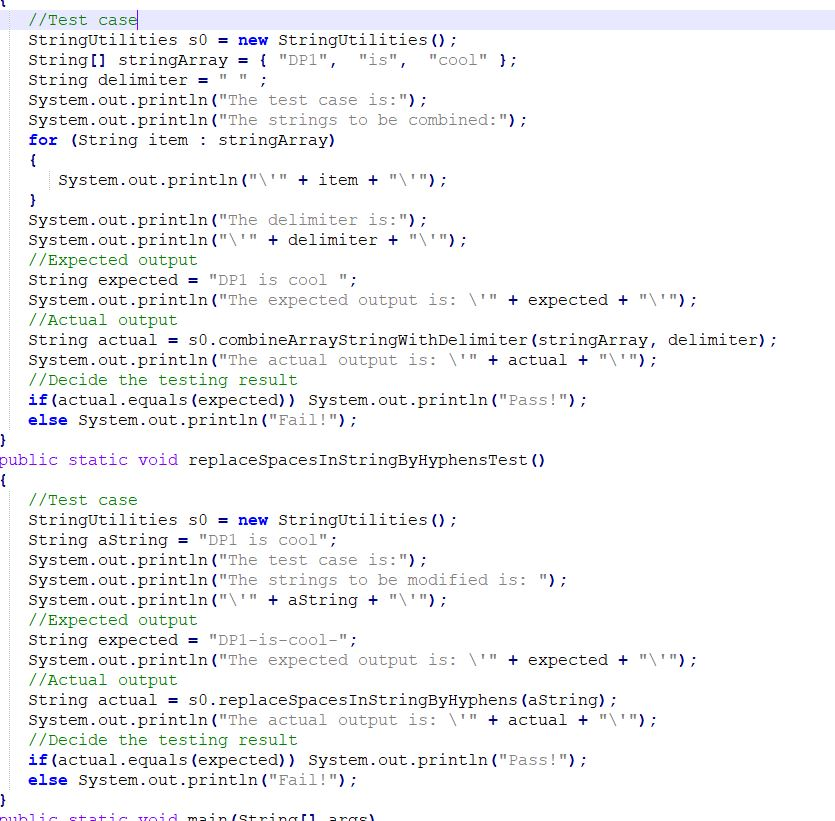 {
//Test case
StringUtilities s0 = new StringUtilities();
String[] stringArray = { "DP1", "is", "cool" };
String delimiter = " " ;
System.out.println("The test case is:");
System.out.println("The strings to be combined:");
for (String item : stringArray)
{
System.out.println("\'" + item + "\'");
}
System.out.println("The delimiter is:");
System.out.println("\'" + delimiter + "\'");
//Expected output
String expected = "DP1 is cool ";
System.out.println("The expected output is: \'" + expected + "\'");
//Actual output
String actual = s0.combineArrayStringWithDelimiter(stringArray, delimiter);
System.out.println("The actual output is: \'" + actual + "\'");
//Decide the testing result
if(actual.equals(expected)) System.out.println("Pass!");
else System.out.println("Fail!");
}
public static void replaceSpacesInStringByHyphensTest()
{
//Test case
StringUtilities s0 = new StringUtilities();
String aString = "DP1 is cool";
System.out.println("The test case is:");
System.out.println("The strings to be modified is: ");
System.out.println("\'" + aString + "\'");
//Expected output
String expected = "DP1-is-cool-";
System.out.println("The expected output is: \'" + expected + "\'");
//Actual output
String actual = s0.replaceSpacesInStringByHyphens(aString);
System.out.println("The actual output is: \'" + actual + "\'");
//Decide the testing result
if(actual.equals(expected)) System.out.println("Pass!");
else System.out.println("Fail!");
}
public static void main(String[] args)